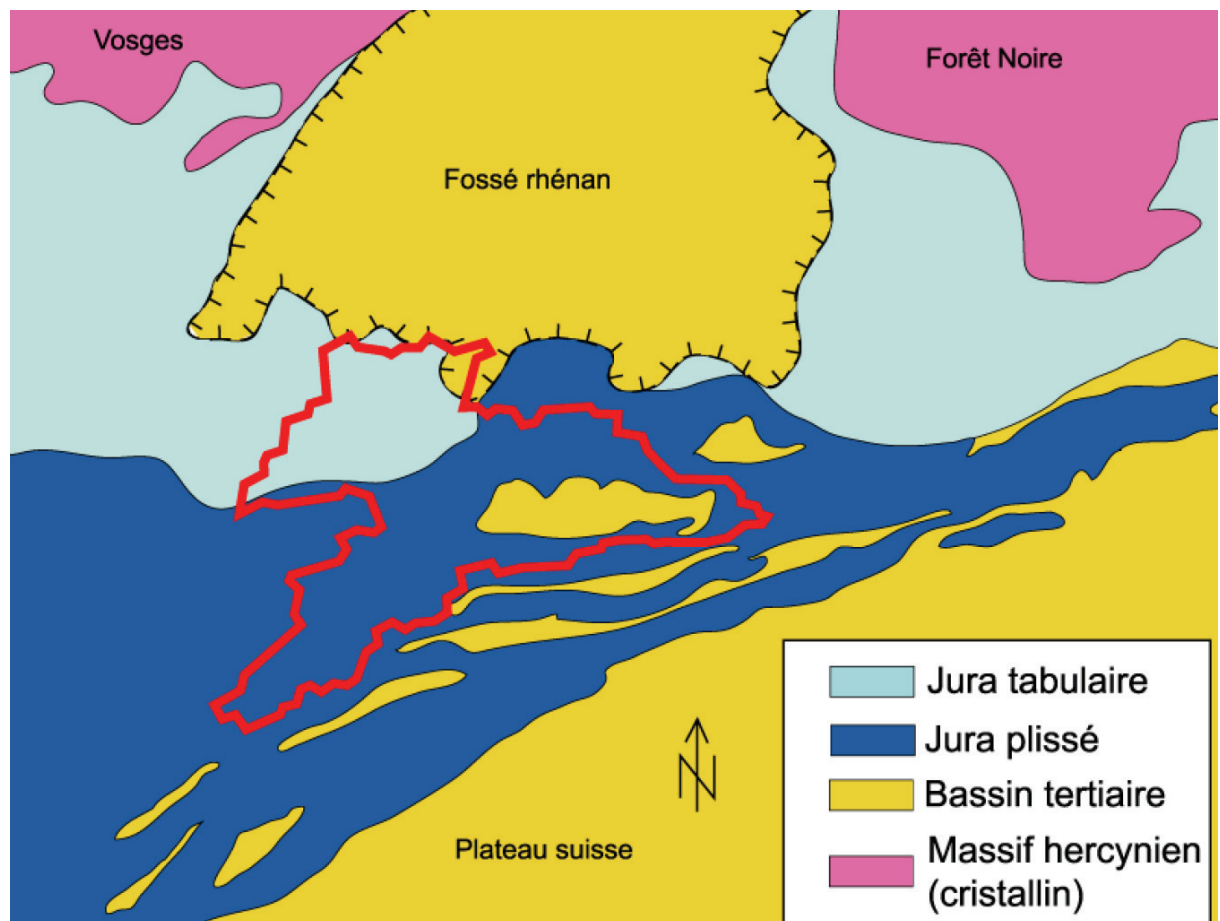 Vosges
Forêt Noire
Fossé rhénan
Jura tabulaire
Jura plissé
Bassin tertiaire
Massif hercynien
(cristallin)
N
Plateau suisse